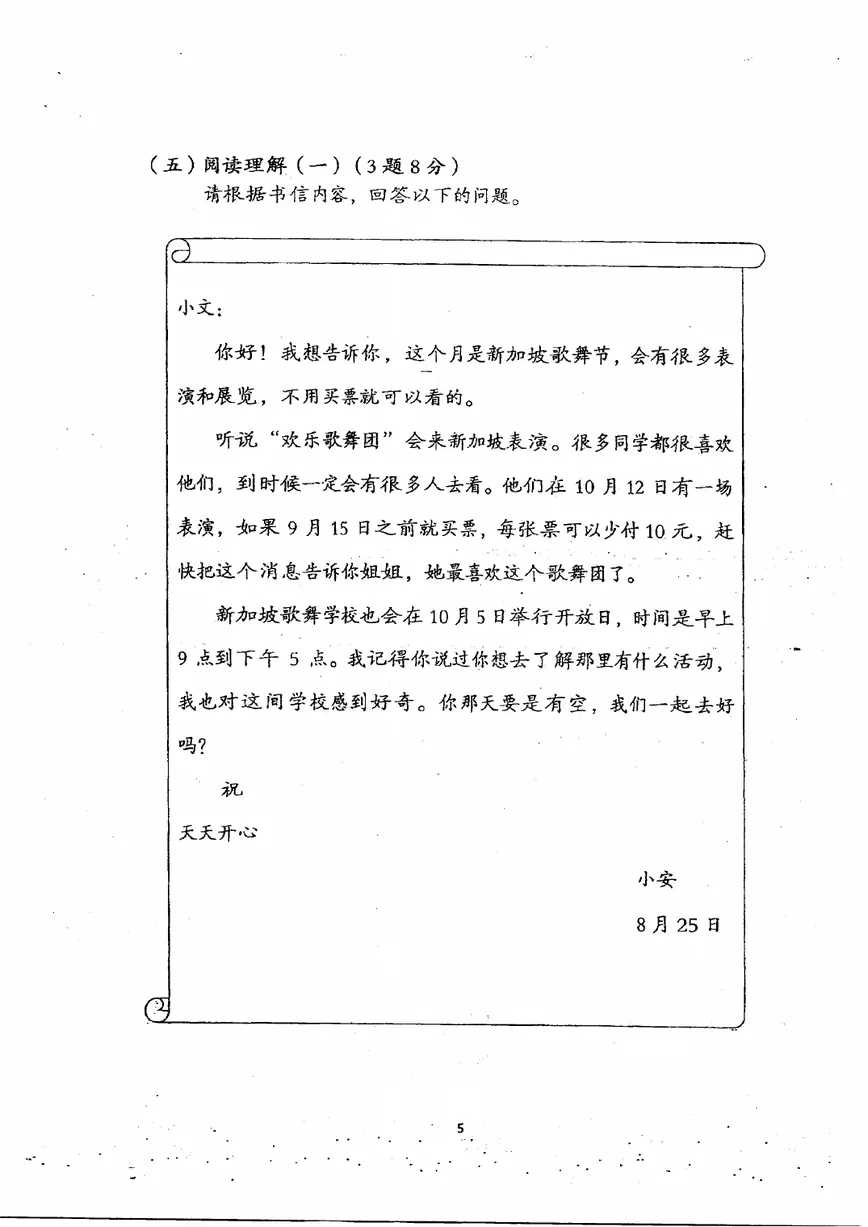 （五）阅读理解（一）（3题8分）
请根据书信内容，回答以下的问题。
小文：
你好！我想告诉你，这个月是新加坡歌舞节，会有很多表
演和展览，不用买票就可以看的。
听说“欢乐歌舞团”会来新加坡表演。很多同学都很喜欢
他们，到时候一定会有很多人去看。他们在 10 月 12 日有一场
表演，如果 9 月 15 日之前就买票，每张票可以少付 10 元，赶
快把这个消息告诉你姐姐，她最喜欢这个歌舞团了。
新加坡歌舞学校也会在 10 月 5 日举行开放日，时间是早上
9 点到下午 5 点。我记得你说过你想去了解那里有什么活动，
我也对这间学校感到好奇。你那天要是有空，我们一起去好
吗？
祝
天天开心
小安
8 月 25 日
5